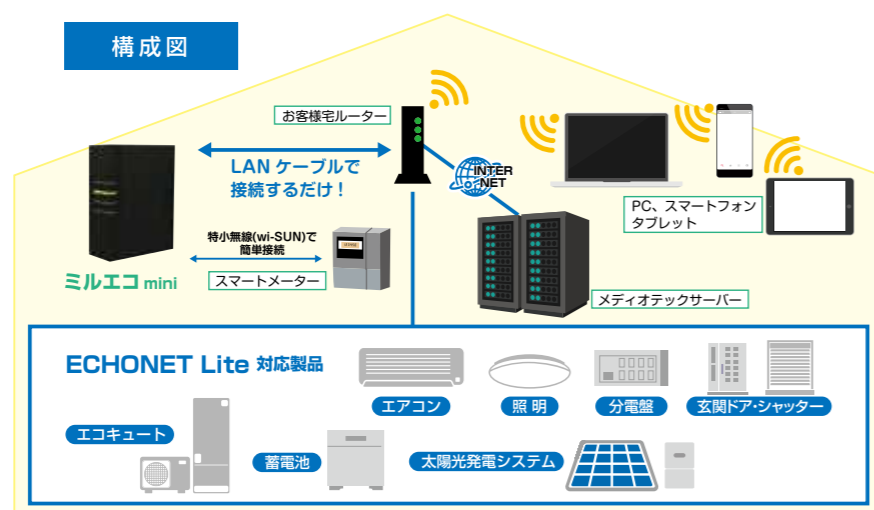 構成図
お客様宅ルーター
LAN ケーブルで
接続するだけ！
INTER
NET
PC、スマートフォン
タブレット
特小無線(wi-SUN)で
簡単接続
ミルエコ mini
スマートメーター
メディオテックサーバー
ECHONET Lite 対応製品
エアコン
照明
分電盤
玄関ドア・シャッター
エコキュート
蓄電池
太陽光発電システム